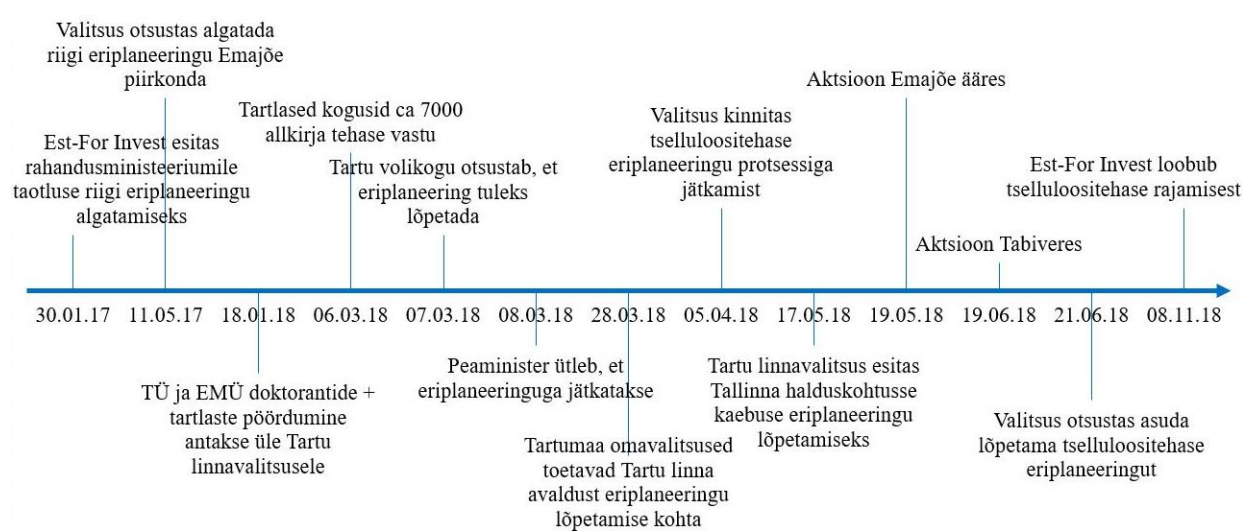 Valitsus otsustas algatada
riigi eriplaneeringu Emajõe
piirkonda
Est-For Invest esitas
rahandusministeeriumile
taotluse riigi eriplaneeringu
algatamiseks
Tartlased kogusid ca 7000
allkirja tehase vastu
Tartu volikogu otsustab, et
eriplaneering tuleks
lõpetada
Valitsus kinnitas
tselluloositehase
eriplaneeringu protsessiga
jätkamist
Aktsioon Emajõe ääres
Aktsioon Tabiveres
Est-For Invest loobub
tselluloositehase rajamisest
30.01.17 11.05.17 18.01.18 06.03.18 07.03.18 08.03.18 28.03.18 05.04.18 17.05.18 19.05.18 19.06.18 21.06.18 08.11.18
TÜ ja EMÜ doktorantide +
tartlaste pöördumine
antakse üle Tartu
linnavalitsusele
Peaminister ütleb, et
eriplaneeringuga jätkatakse
Tartumaa omavalitsused
toetavad Tartu linna
avaldust eriplaneeringu
lõpetamise kohta
Tartu linnavalitsus esitas
Tallinna halduskohtusse
kaebuse eriplaneeringu
lõpetamiseks
Valitsus otsustas asuda
lõpetama tselluloositehase
eriplaneeringut